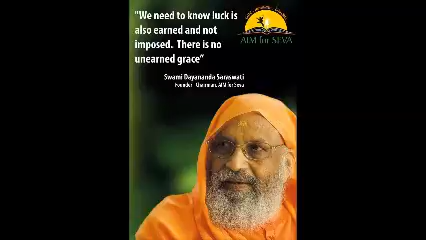 "We need to know luck is
also earned and not
imposed. There is no
unearned grace"
Swami Dayananda Saraswati
Founder Chairman, AIM for Seva
AIM for SEVA